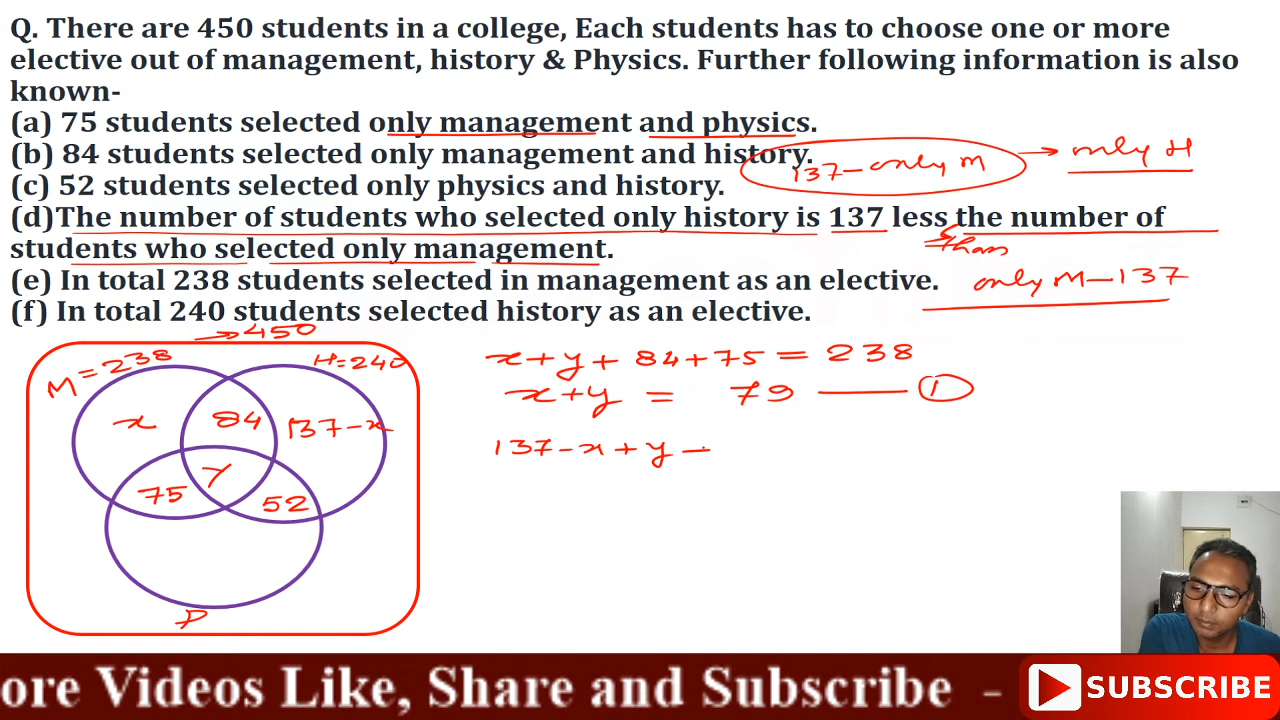 Q. There are 450 students in a college, Each students has to choose one or more
elective out of management, history & Physics. Further following information is also
known-
(a) 75 students selected only management and physics.
(b) 84 students selected only management and history.
137-only M → only H
(c) 52 students selected only physics and history.
(d)The number of students who selected only history is 137 less the number of
than
students who selected only management.
(e) In total 238 students selected in management as an elective.
only M-137
(f) In total 240 students selected history as an elective.
→450
M=238
H=240
x
84
137-x
y
75
52
P
x+y+84+75=238
x+y = 79 — 1
137-x+y-
ore Videos Like, Share and Subscribe -
SUBSCRIBE